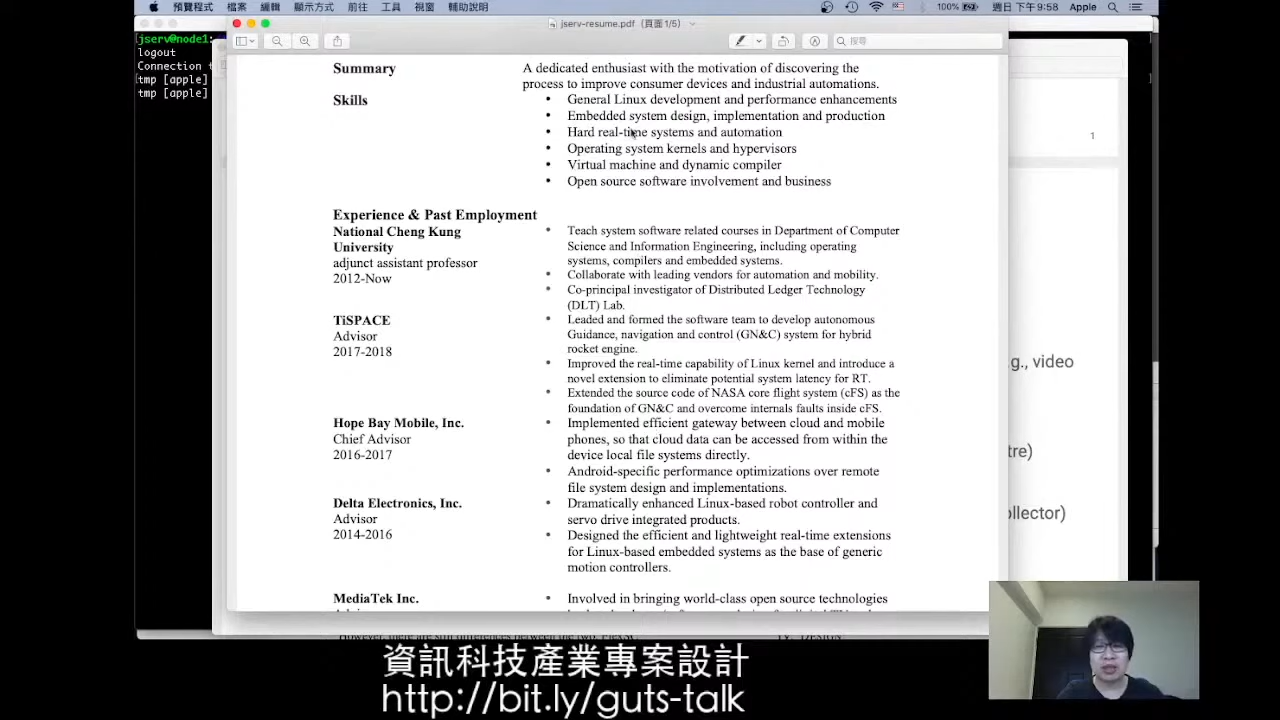 預覽程式 檔案 編輯 顯示方式 前往 工具 視窗 輔助說明
100% 週日 下午 9:58 Apple
jserv-resume.pdf（頁面 1/5）
搜尋
[jserv@node1:
logout
Connection t
tmp [apple]
tmp [apple]
Summary
A dedicated enthusiast with the motivation of discovering the
process to improve consumer devices and industrial automations.
Skills
• General Linux development and performance enhancements
• Embedded system design, implementation and production
• Hard real-time systems and automation
• Operating system kernels and hypervisors
• Virtual machine and dynamic compiler
• Open source software involvement and business
Experience & Past Employment
National Cheng Kung
University
adjunct assistant professor
2012-Now
• Teach system software related courses in Department of Computer
Science and Information Engineering, including operating
systems, compilers and embedded systems.
• Collaborate with leading vendors for automation and mobility.
• Co-principal investigator of Distributed Ledger Technology
(DLT) Lab.
TiSPACE
Advisor
2017-2018
• Leaded and formed the software team to develop autonomous
Guidance, navigation and control (GN&C) system for hybrid
rocket engine.
• Improved the real-time capability of Linux kernel and introduce a
novel extension to eliminate potential system latency for RT.
• Extended the source code of NASA core flight system (cFS) as the
foundation of GN&C and overcome internals faults inside cFS.
Hope Bay Mobile, Inc.
Chief Advisor
2016-2017
• Implemented efficient gateway between cloud and mobile
phones, so that cloud data can be accessed from within the
device local file systems directly.
• Android-specific performance optimizations over remote
file system design and implementations.
Delta Electronics, Inc.
Advisor
2014-2016
• Dramatically enhanced Linux-based robot controller and
servo drive integrated products.
• Designed the efficient and lightweight real-time extensions
for Linux-based embedded systems as the base of generic
motion controllers.
MediaTek Inc.
• Involved in bringing world-class open source technologies
1
.g., video
tre)
ollector)
資訊科技產業專案設計
http://bit.ly/guts-talk